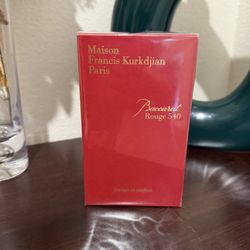 Maison
Francis Kurkdjian
Paris
Baccarat
Rouge 540
Extrait de parfum